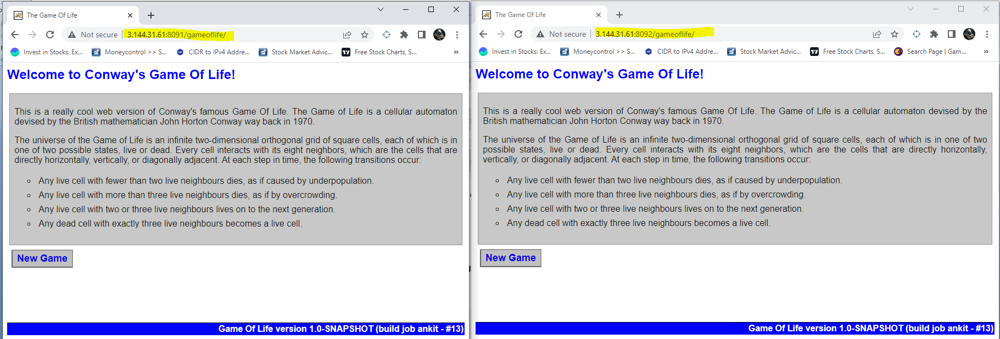 The Game Of Life
Not secure
3.144.31.61:8091/gameoflife/
Invest in Stocks: Ex...
Moneycontrol >> S...
CIDR to IPv4 Addre...
Stock Market Advic...
Free Stock Charts, S...
»
Welcome to Conway's Game Of Life!
This is a really cool web version of Conway's famous Game Of Life. The Game of Life is a cellular automaton
devised by the British mathematician John Horton Conway way back in 1970.
The universe of the Game of Life is an infinite two-dimensional orthogonal grid of square cells, each of which is in
one of two possible states, live or dead. Every cell interacts with its eight neighbors, which are the cells that are
directly horizontally, vertically, or diagonally adjacent. At each step in time, the following transitions occur:
Any live cell with fewer than two live neighbours dies, as if caused by underpopulation.
Any live cell with more than three live neighbours dies, as if by overcrowding.
Any live cell with two or three live neighbours lives on to the next generation.
Any dead cell with exactly three live neighbours becomes a live cell.
New Game
Game Of Life version 1.0-SNAPSHOT (build job ankit - #13)
The Game Of Life
Not secure
3.144.31.61:8092/gameoflife/
Invest in Stocks: Ex...
Moneycontrol >> S...
CIDR to IPv4 Addre...
Stock Market Advic...
Free Stock Charts, S...
Search Page | Gam...
»
Welcome to Conway's Game Of Life!
This is a really cool web version of Conway's famous Game Of Life. The Game of Life is a cellular automaton devised by the
British mathematician John Horton Conway way back in 1970.
The universe of the Game of Life is an infinite two-dimensional orthogonal grid of square cells, each of which is in one of two
possible states, live or dead. Every cell interacts with its eight neighbors, which are the cells that are directly horizontally,
vertically, or diagonally adjacent. At each step in time, the following transitions occur:
Any live cell with fewer than two live neighbours dies, as if caused by underpopulation.
Any live cell with more than three live neighbours dies, as if by overcrowding.
Any live cell with two or three live neighbours lives on to the next generation.
Any dead cell with exactly three live neighbours becomes a live cell.
New Game
Game Of Life version 1.0-SNAPSHOT (build job ankit - #13)